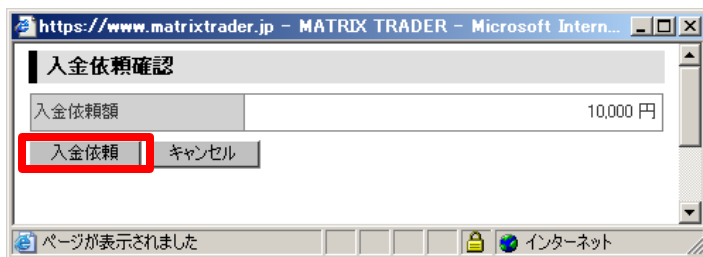 https://www.matrixtrader.jp - MATRIX TRADER - Microsoft Intern...
入金依頼確認
入金依頼額 10,000 円
入金依頼 キャンセル
ページが表示されました インターネット